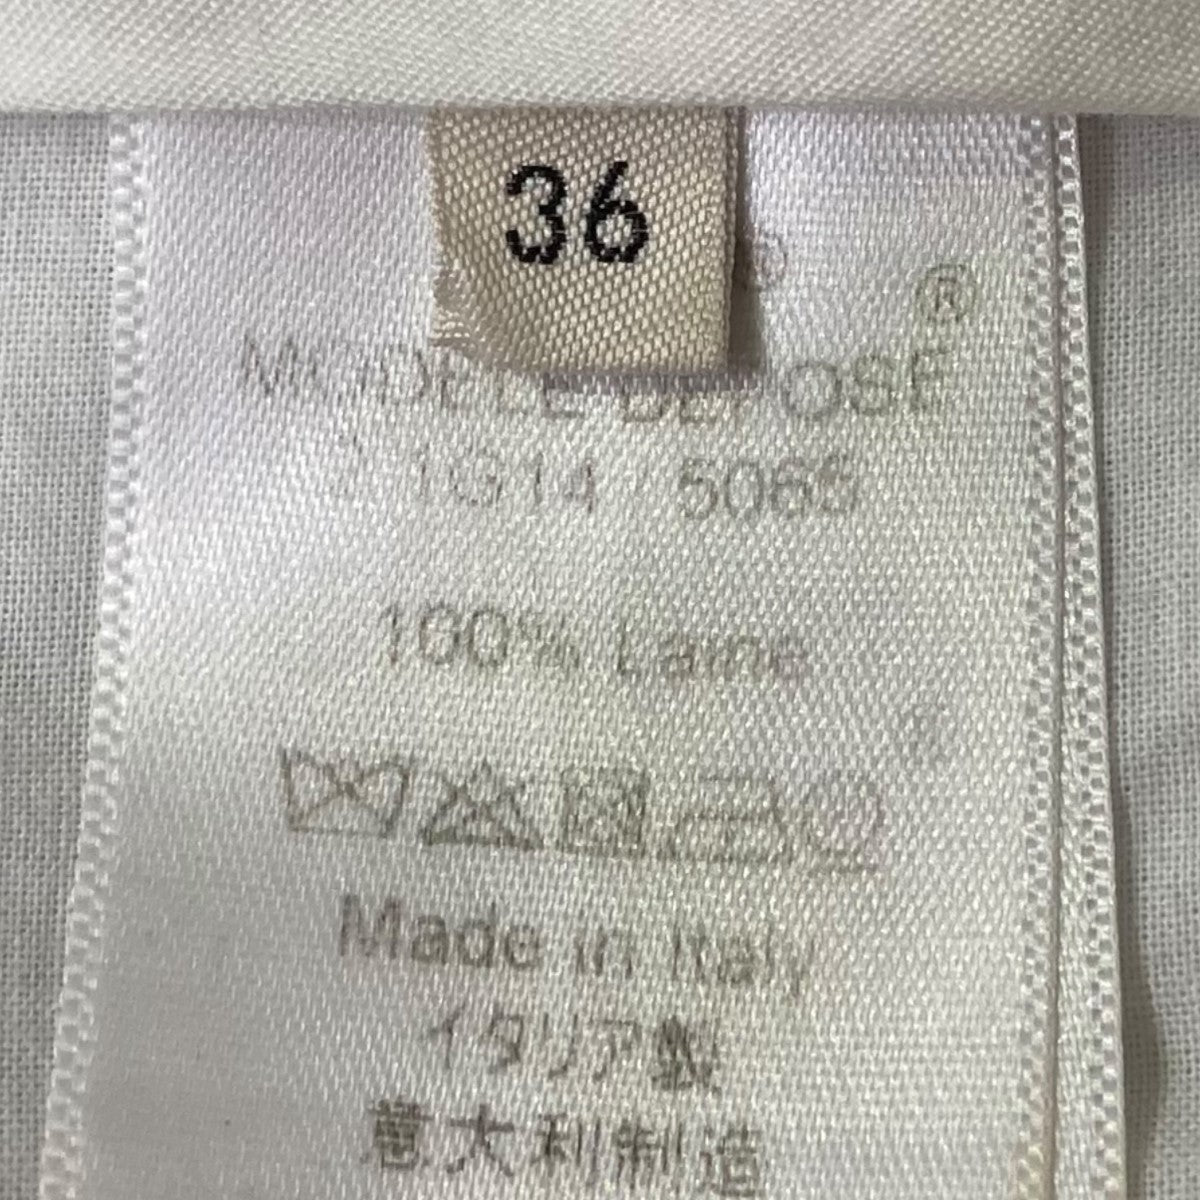 36
®
MODELE DEPOSE
1G14 5063
100% Laine
Made in Italy
イタリア製
意大利制造